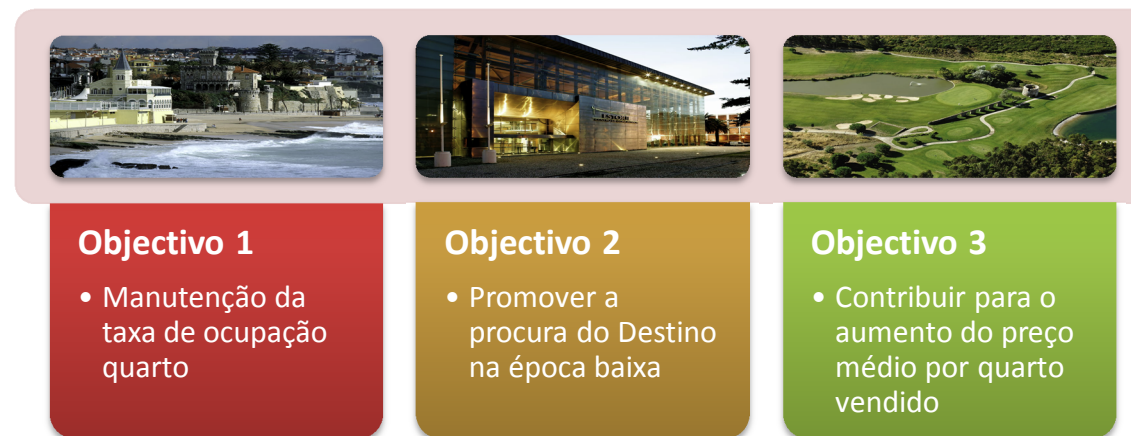 Objectivo 1
• Manutenção da
taxa de ocupação
quarto
Objectivo 2
• Promover a
procura do Destino
na época baixa
Objectivo 3
• Contribuir para o
aumento do preço
médio por quarto
vendido